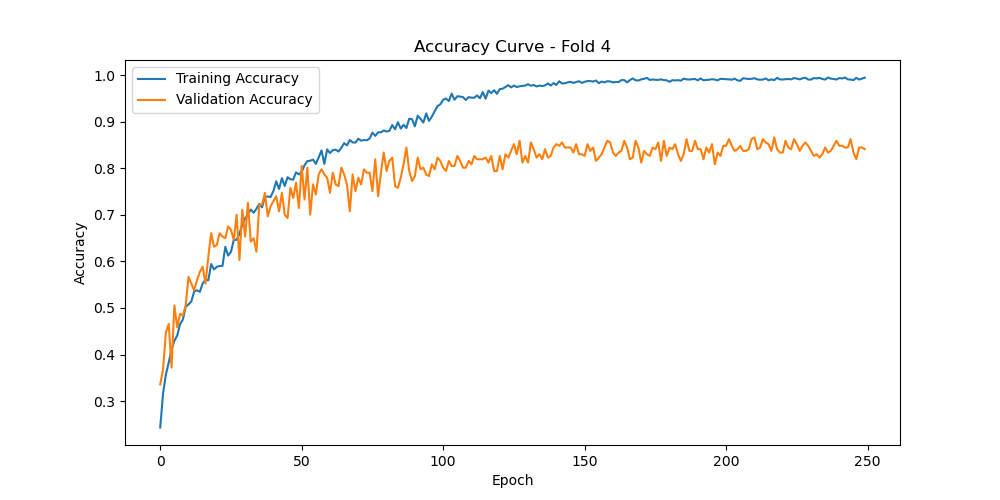 Accuracy Curve - Fold 4
Training Accuracy
Validation Accuracy
1.0
0.9
0.8
0.7
0.6
0.5
0.4
0.3
Accuracy
0 50 100 150 200 250
Epoch